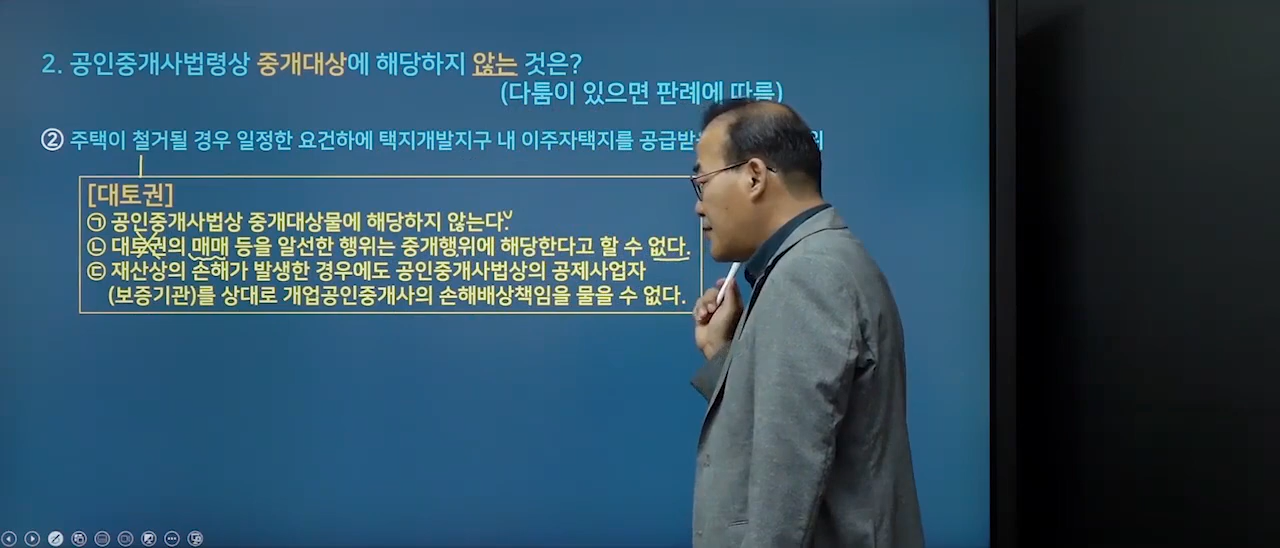 2. 공인중개사법령상 중개대상에 해당하지 않는 것은?
(다툼이 있으면 판례에 따름)
② 주택이 철거될 경우 일정한 요건하에 택지개발지구 내 이주자택지를
[대토권]
㉠ 공인중개사법상 중개대상물에 해당하지 않는다.
㉡ 대토권의 매매 등을 알선한 행위는 중개행위에 해당한다고 할 수 없다.
㉢ 재산상의 손해가 발생한 경우에도 공인중개사법상의 공제사업자
(보증기관)를 상대로 개업공인중개사의 손해배상책임을 물을 수 없다.